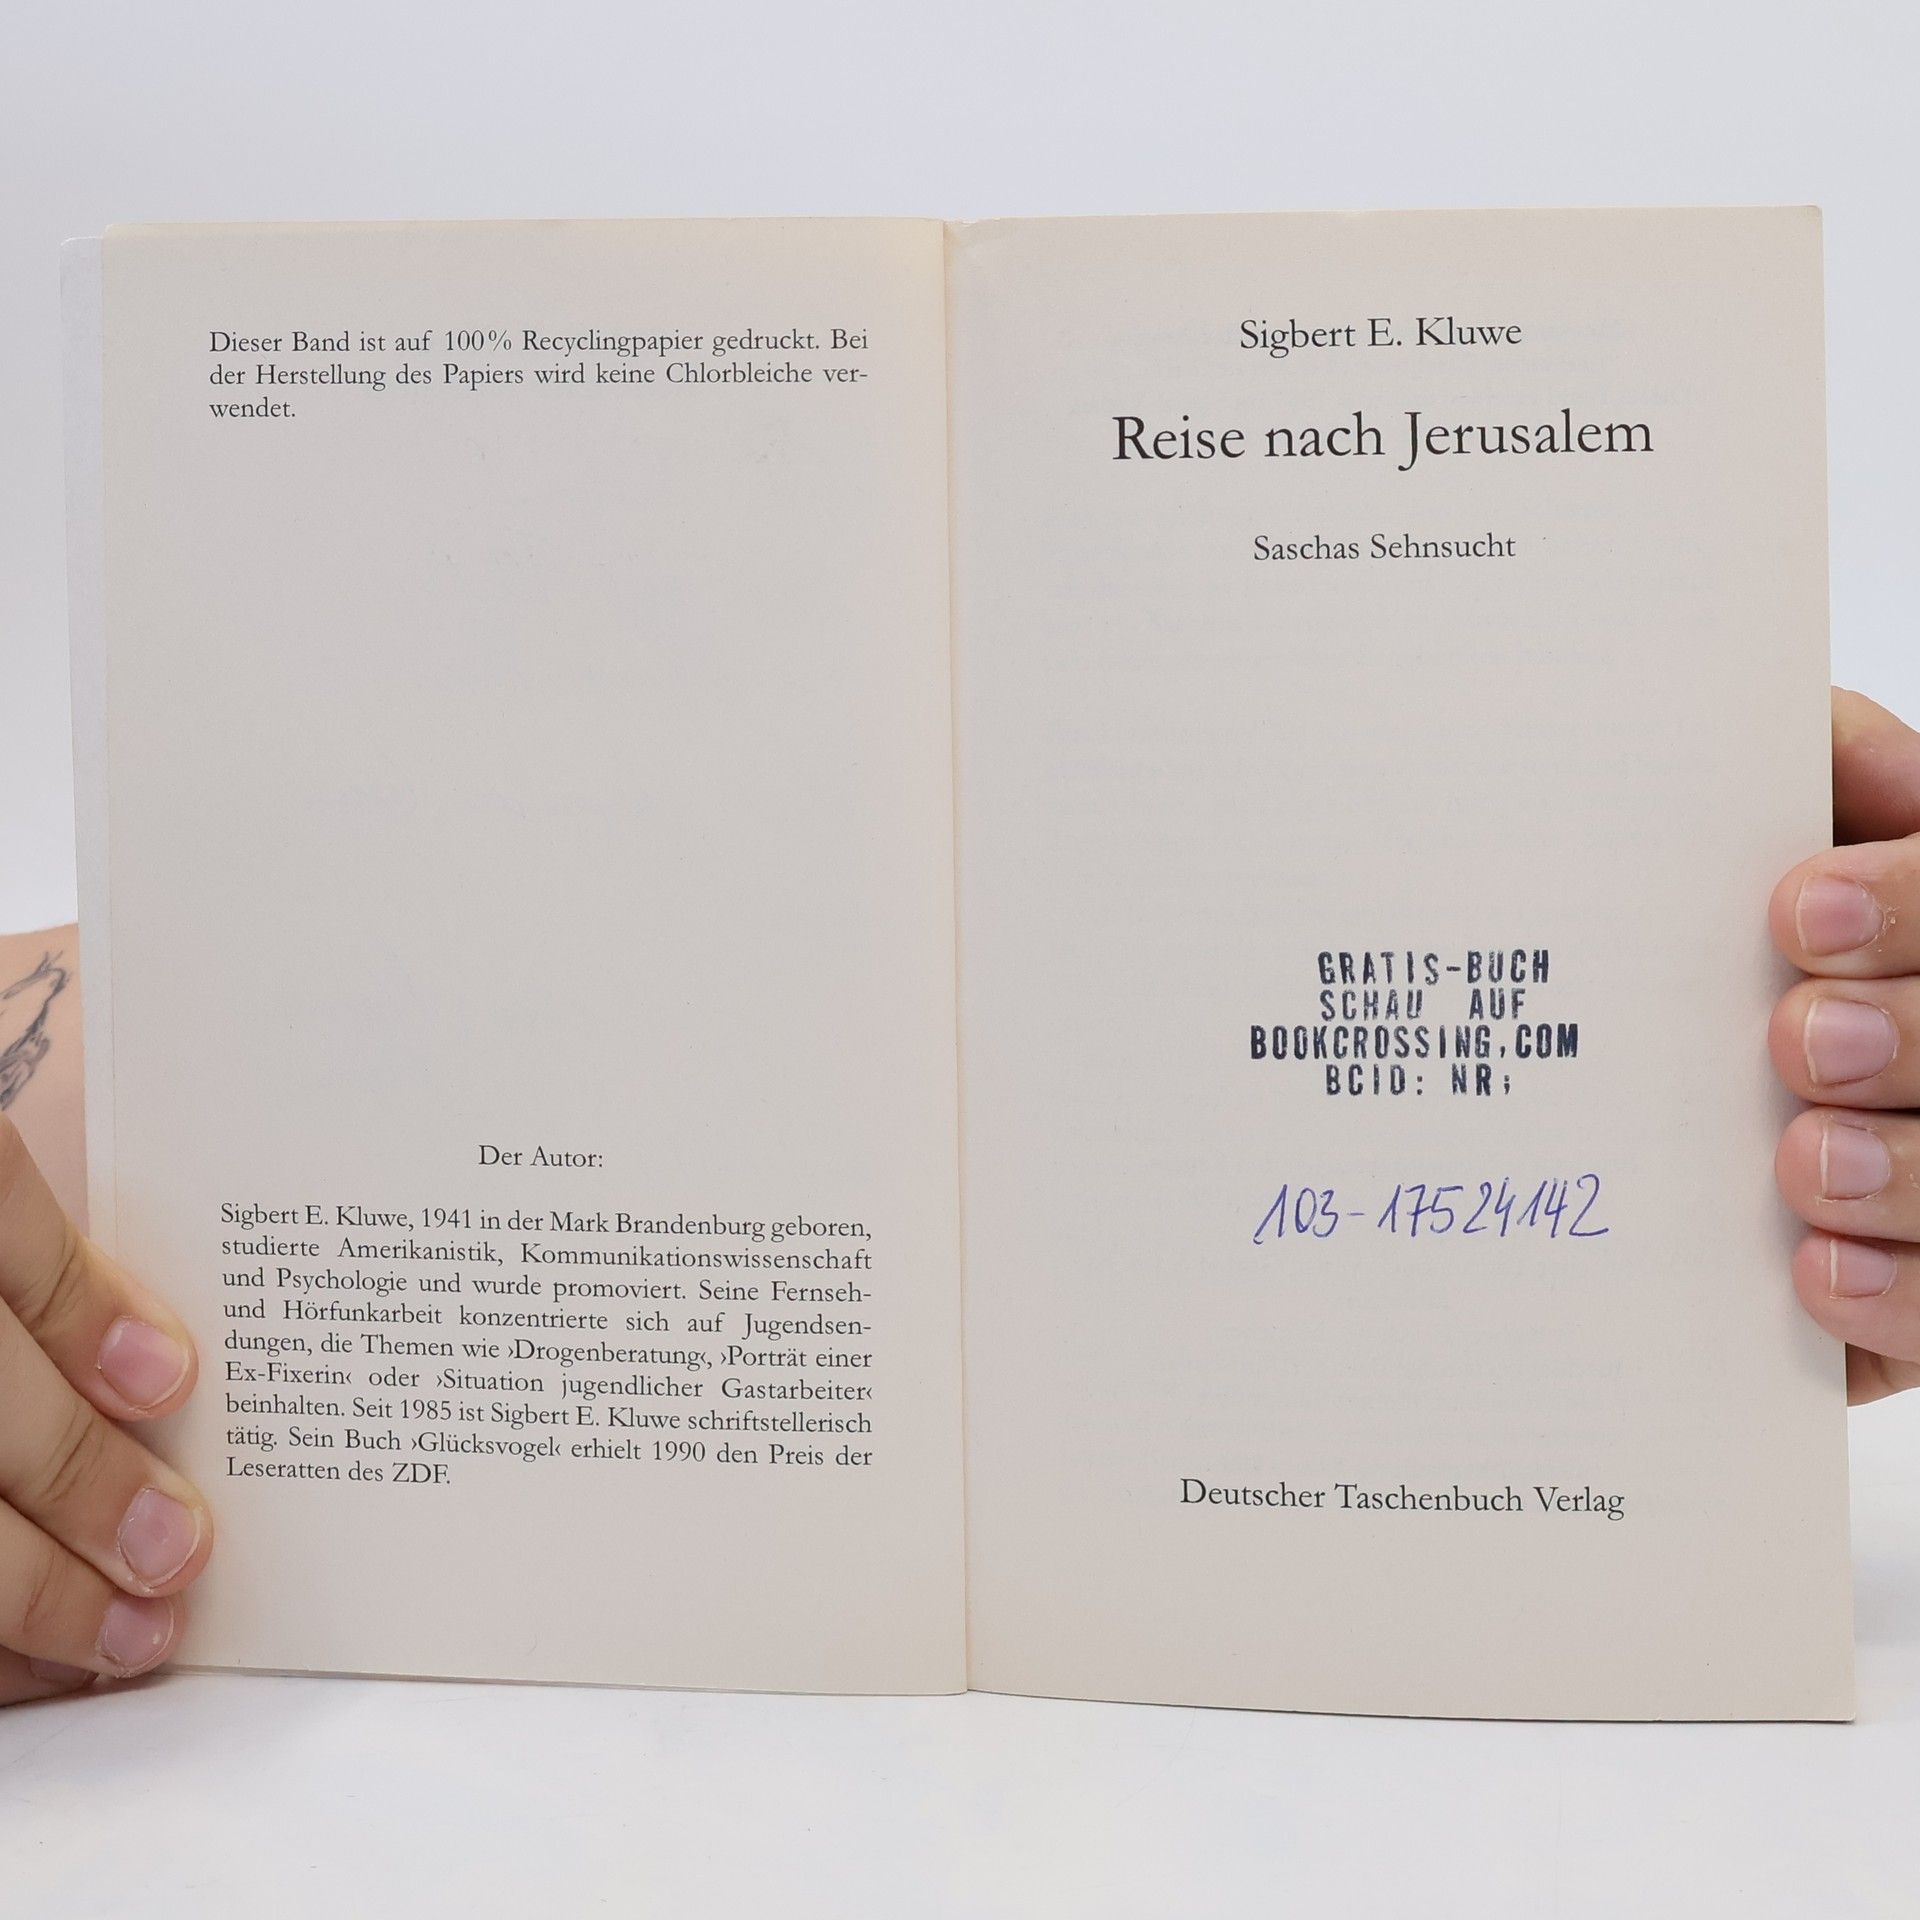 Dieser Band ist auf 100% Recyclingpapier gedruckt. Bei
der Herstellung des Papiers wird keine Chlorbleiche ver-
wendet.
Der Autor:
Sigbert E. Kluwe, 1941 in der Mark Brandenburg geboren,
studierte Amerikanistik, Kommunikationswissenschaft
und Psychologie und wurde promoviert. Seine Fernseh-
und Hörfunkarbeit konzentrierte sich auf Jugendsen-
dungen, die Themen wie ›Drogenberatung‹, ›Porträt einer
Ex-Fixerin‹ oder ›Situation jugendlicher Gastarbeiter‹
beinhalten. Seit 1985 ist Sigbert E. Kluwe schriftstellerisch
tätig. Sein Buch ›Glücksvogel‹ erhielt 1990 den Preis der
Leseratten des ZDF.
Sigbert E. Kluwe
Reise nach Jerusalem
Saschas Sehnsucht
GRATIS-BUCH
SCHAU AUF
BOOKCROSSING.COM
BCID: NR;
103-17524142
Deutscher Taschenbuch Verlag